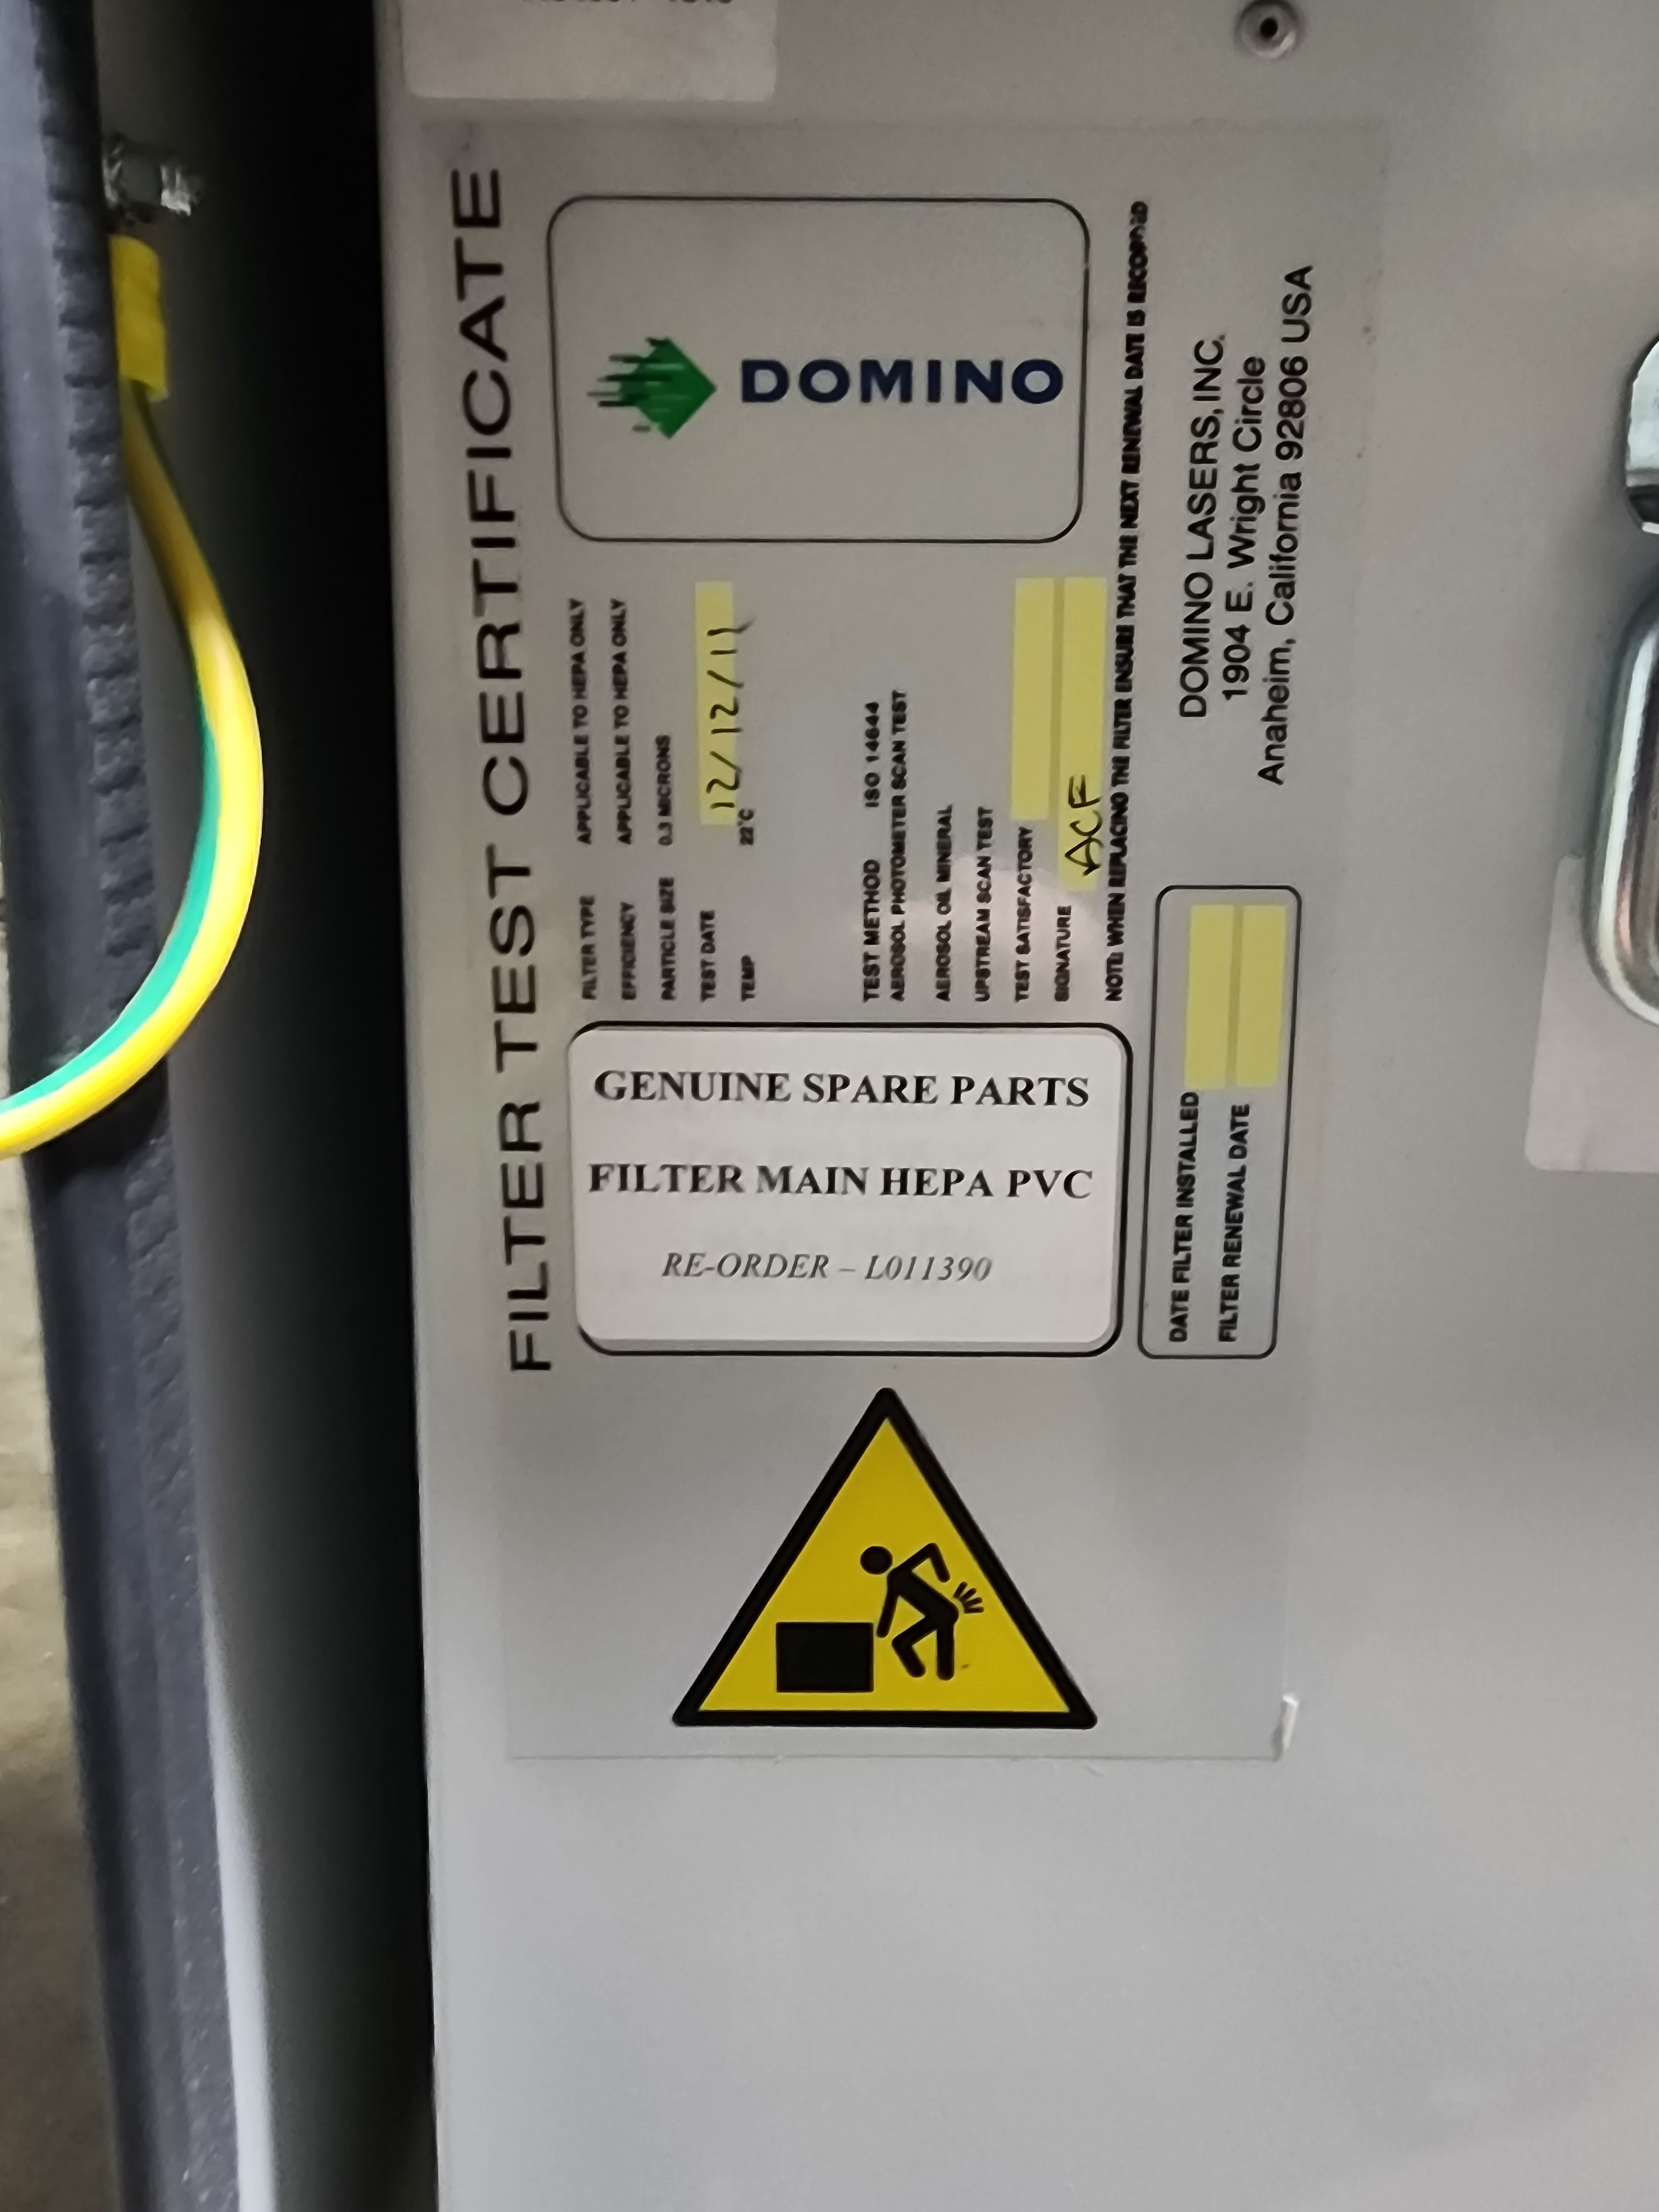 FILTER TEST CERTIFICATE
GENUINE SPARE PARTS
FILTER MAIN HEPA PVC
RE-ORDER – L011390
FILTER TYPE APPLICABLE TO HEPA ONLY
EFFICIENCY APPLICABLE TO HEPA ONLY
PARTICLE SIZE 0.3 MICRONS
TEST DATE 12/12/11
TEMP 22°C
TEST METHOD ISO 14644
AEROSOL PHOTOMETER SCAN TEST
AEROSOL OIL MINERAL
UPSTREAM SCAN TEST
TEST SATISFACTORY
SIGNATURE ACF
DOMINO
NOTE: WHEN REPLACING THE FILTER ENSURE THAT THE NEXT RENEWAL DATE IS RECORDED
DATE FILTER INSTALLED
FILTER RENEWAL DATE
DOMINO LASERS, INC.
1904 E. Wright Circle
Anaheim, California 92806 USA